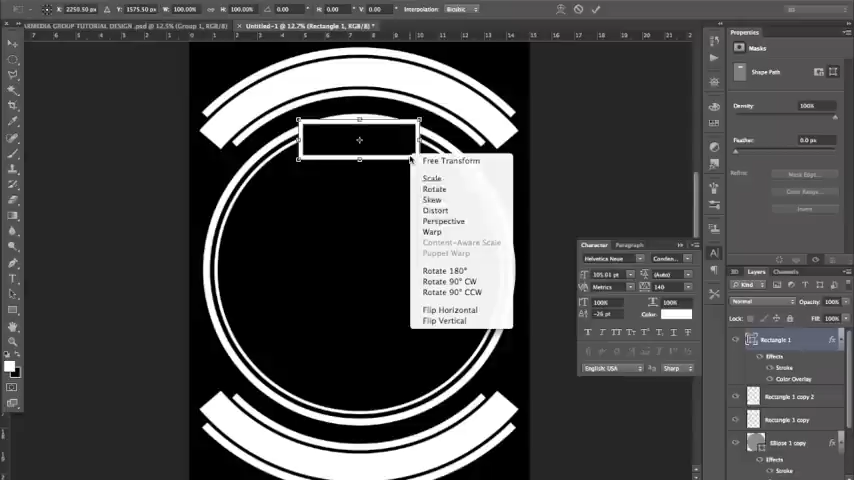 X: 2250.50 px Y: 1575.50 px W: 100.00% H: 100.00% 0.00 H: 0.00 V: 0.00 Interpolation: Bicubic
VEMEDIA GROUP TUTORIAL DESIGN .psd @ 12.5% (Group 1, RGB/8) × Untitled-1 @ 12.7% (Rectangle 1, RGB/8) *
Properties
Masks
Shape Path
Density: 100%
Feather: 0.0 px
Refine: Mask Edge...
Color Range...
Invert
Free Transform
Scale
Rotate
Skew
Distort
Perspective
Warp
Content-Aware Scale
Puppet Warp
Rotate 180°
Rotate 90° CW
Rotate 90° CCW
Flip Horizontal
Flip Vertical
Character Paragraph
Helvetica Neue Conden...
105.01 pt (Auto)
Metrics 140
100% 100%
-26 pt Color:
English: USA Sharp
3D Layers Channels
Kind
Normal Opacity: 100%
Lock: Fill: 100%
Rectangle 1 fx
Effects
Stroke
Color Overlay
Rectangle 1 copy 2
Rectangle 1 copy
Ellipse 1 copy fx
Effects
Stroke